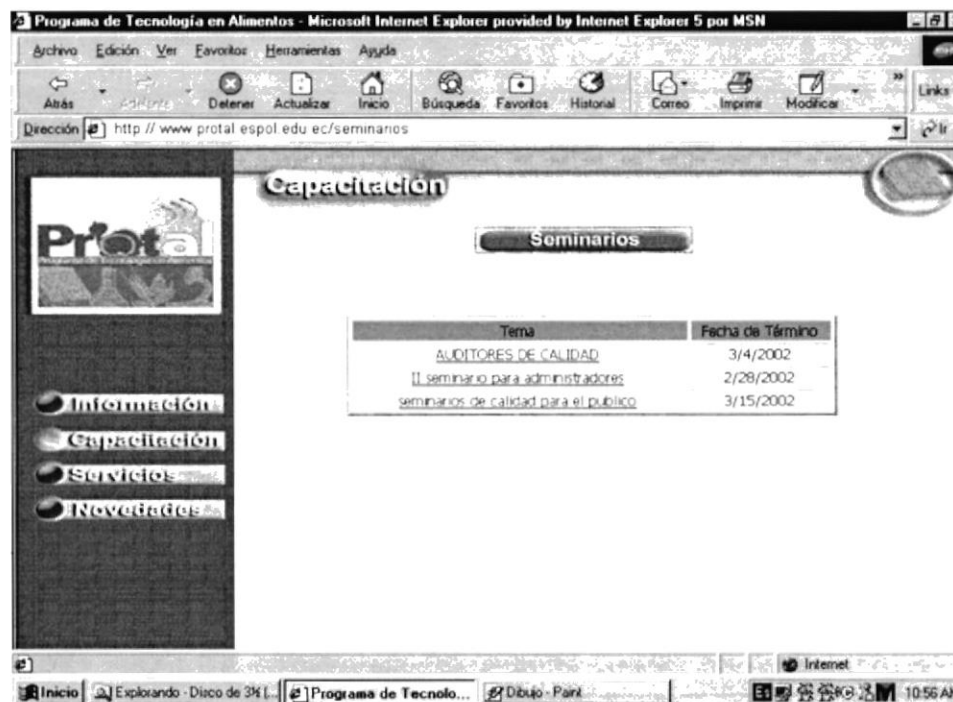 Programa de Tecnología en Alimentos - Microsoft Internet Explorer provided by Internet Explorer 5 por MSN
Archivo Edición Ver Favoritos Herramientas Ayuda
Atrás Adelante Detener Actualizar Inicio Búsqueda Favoritos Historial Correo Imprimir Modificar » Links
Dirección http://www protal espol edu ec/seminarios Ir
Capacitación
Protal
Seminarios
Tema Fecha de Término
AUDITORES DE CALIDAD 3/4/2002
II seminario para administradores 2/28/2002
seminarios de calidad para el publico 3/15/2002
Información
Capacitación
Servicios
Novedades
Internet
Inicio Explorando - Disco de 3½ (... Programa de Tecnolo... Dibujo - Paint 10:56 AM